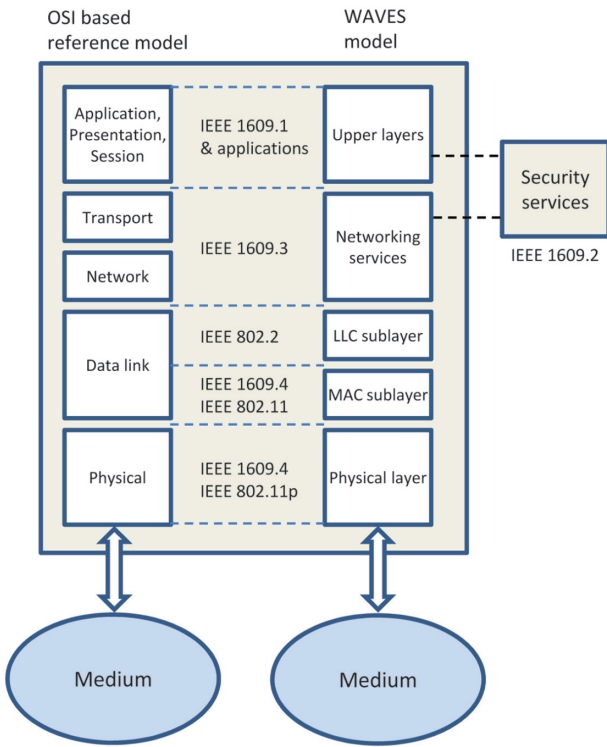 OSI based
reference model
WAVES
model
Application,
Presentation,
Session
IEEE 1609.1
& applications
Upper layers
Security
services
IEEE 1609.2
Transport
Network
IEEE 1609.3
Networking
services
Data link
IEEE 802.2
LLC sublayer
IEEE 1609.4
IEEE 802.11
MAC sublayer
Physical
IEEE 1609.4
IEEE 802.11p
Physical layer
Medium
Medium